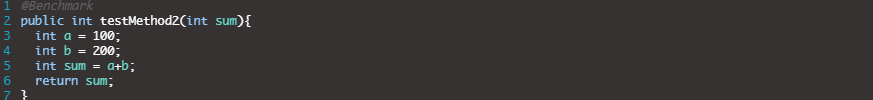 1 @Benchmark
2 public int testMethod2(int sum){
3   int a = 100;
4   int b = 200;
5   int sum = a+b;
6   return sum;
7 }